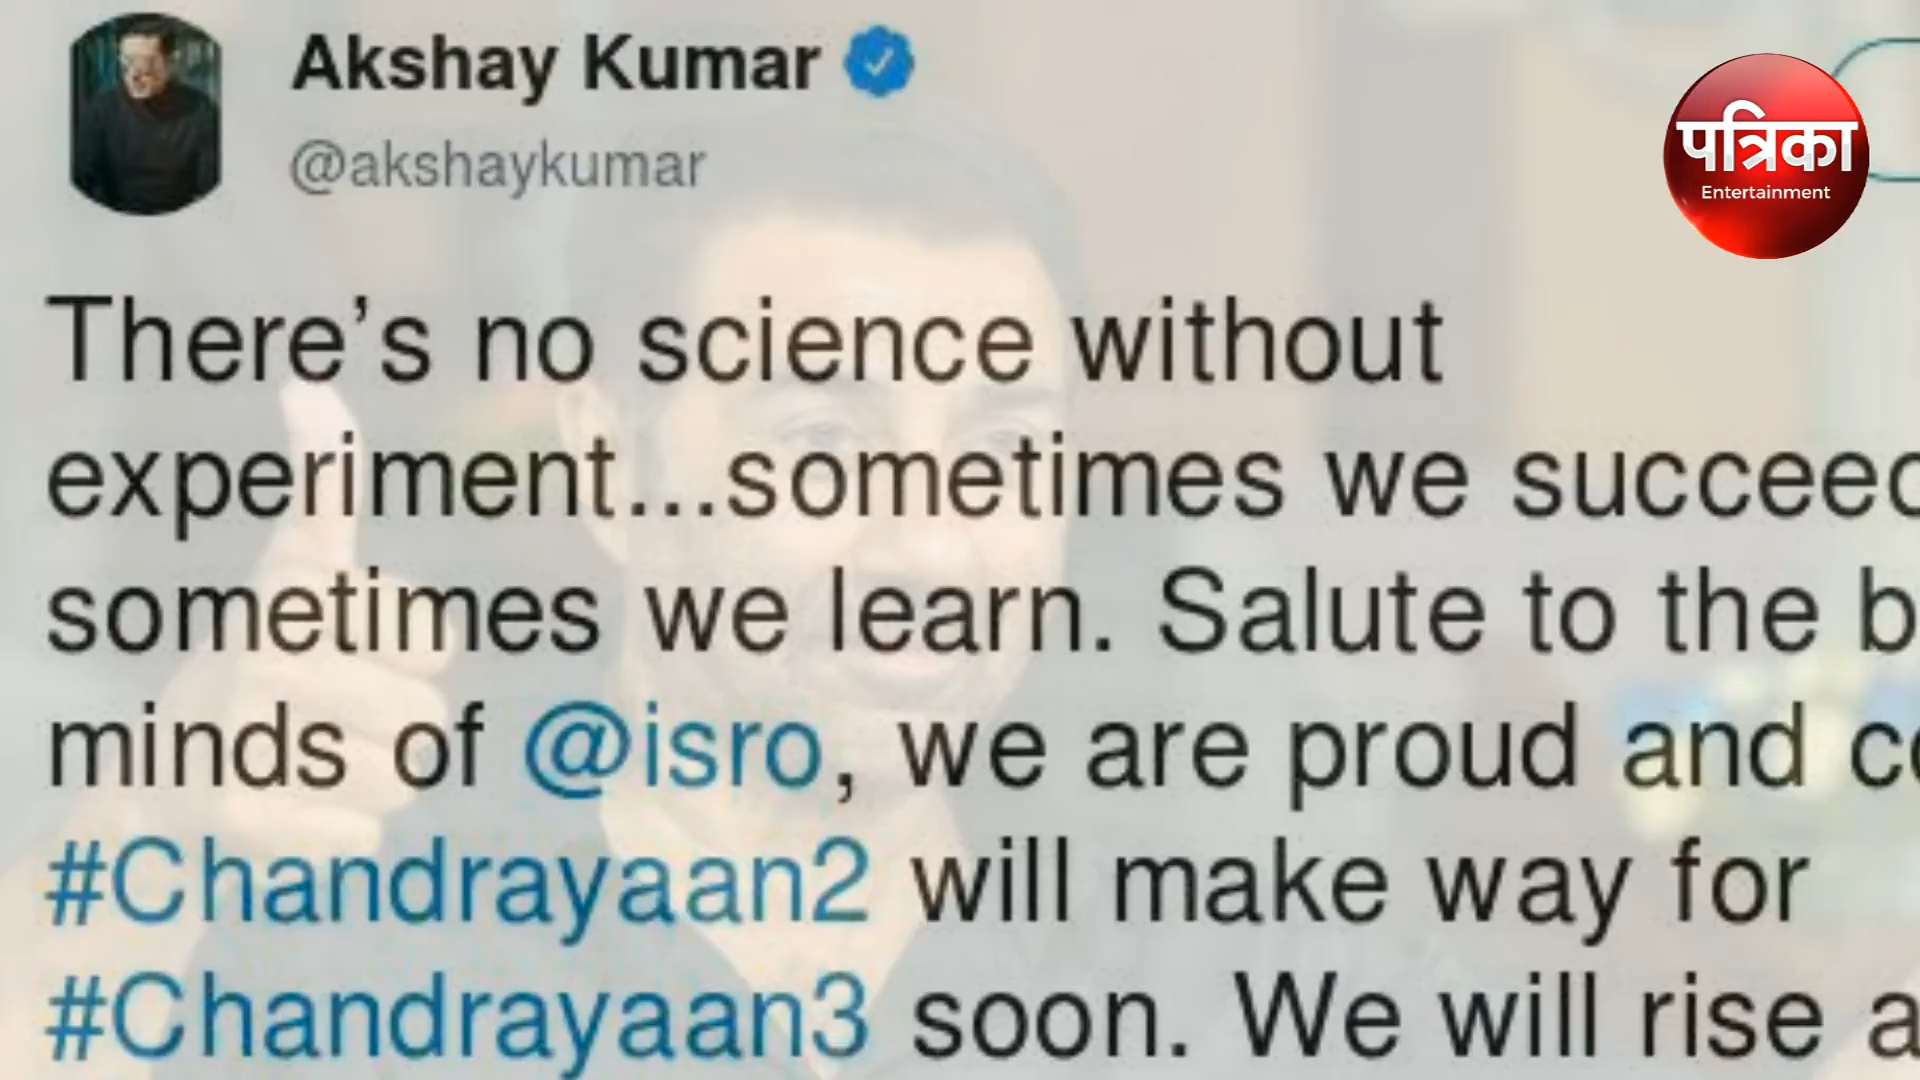 Akshay Kumar
@akshaykumar
पत्रिका
Entertainment
There’s no science without
experiment...sometimes we succeed
sometimes we learn. Salute to the
minds of @isro, we are proud and
#Chandrayaan2 will make way for
#Chandrayaan3 soon. We will rise